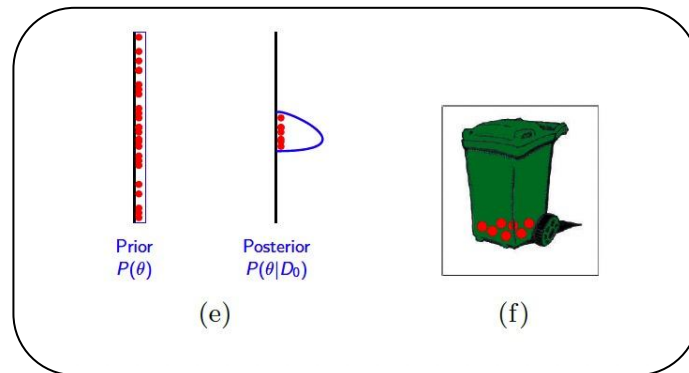 Prior Posterior
P(θ) P(θ|D₀)
(e) (f)